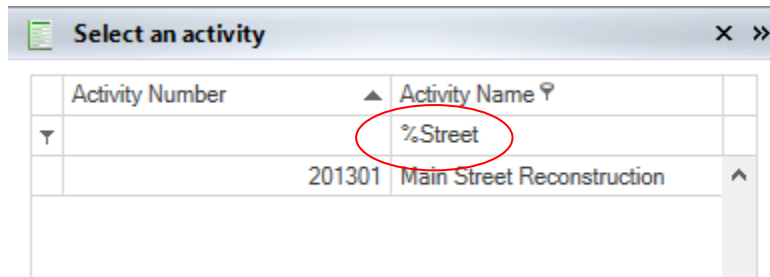 Select an activity
Activity Number Activity Name
%Street
201301 Main Street Reconstruction